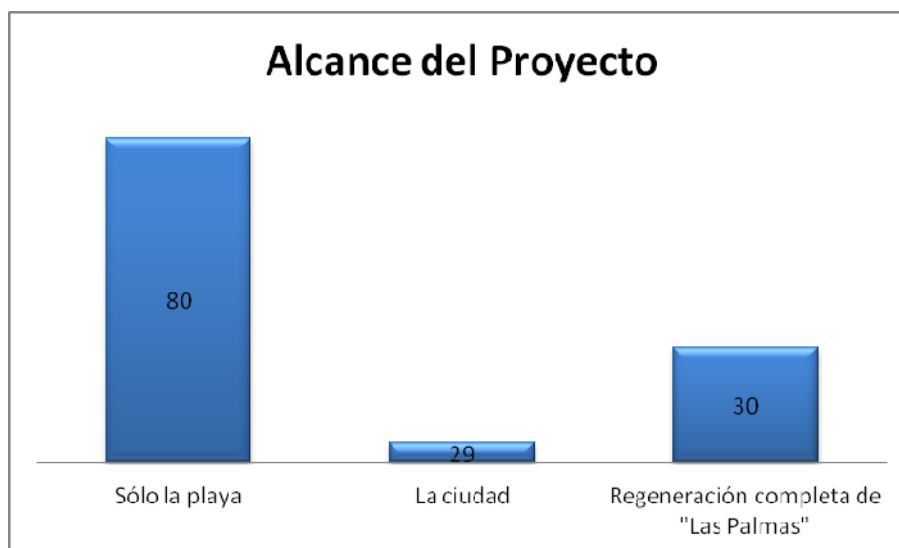 Alcance del Proyecto
80
29
30
Sólo la playa
La ciudad
Regeneración completa de
"Las Palmas"